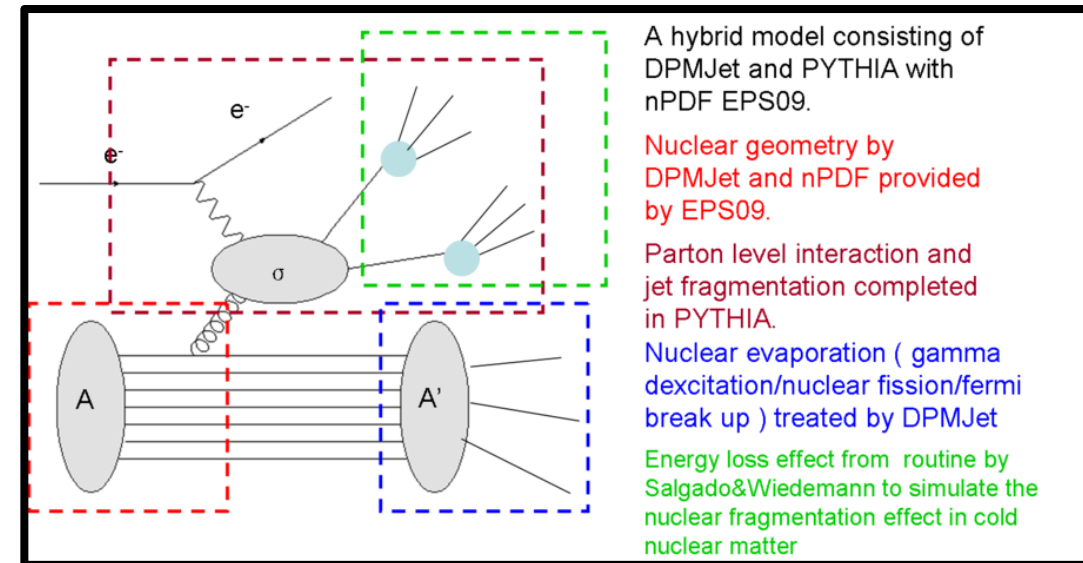 e-
e-
σ
A
A'
A hybrid model consisting of
DPMJet and PYTHIA with
nPDF EPS09.
Nuclear geometry by
DPMJet and nPDF provided
by EPS09.
Parton level interaction and
jet fragmentation completed
in PYTHIA.
Nuclear evaporation ( gamma
dexcitation/nuclear fission/fermi
break up ) treated by DPMJet
Energy loss effect from routine by
Salgado&Wiedemann to simulate the
nuclear fragmentation effect in cold
nuclear matter